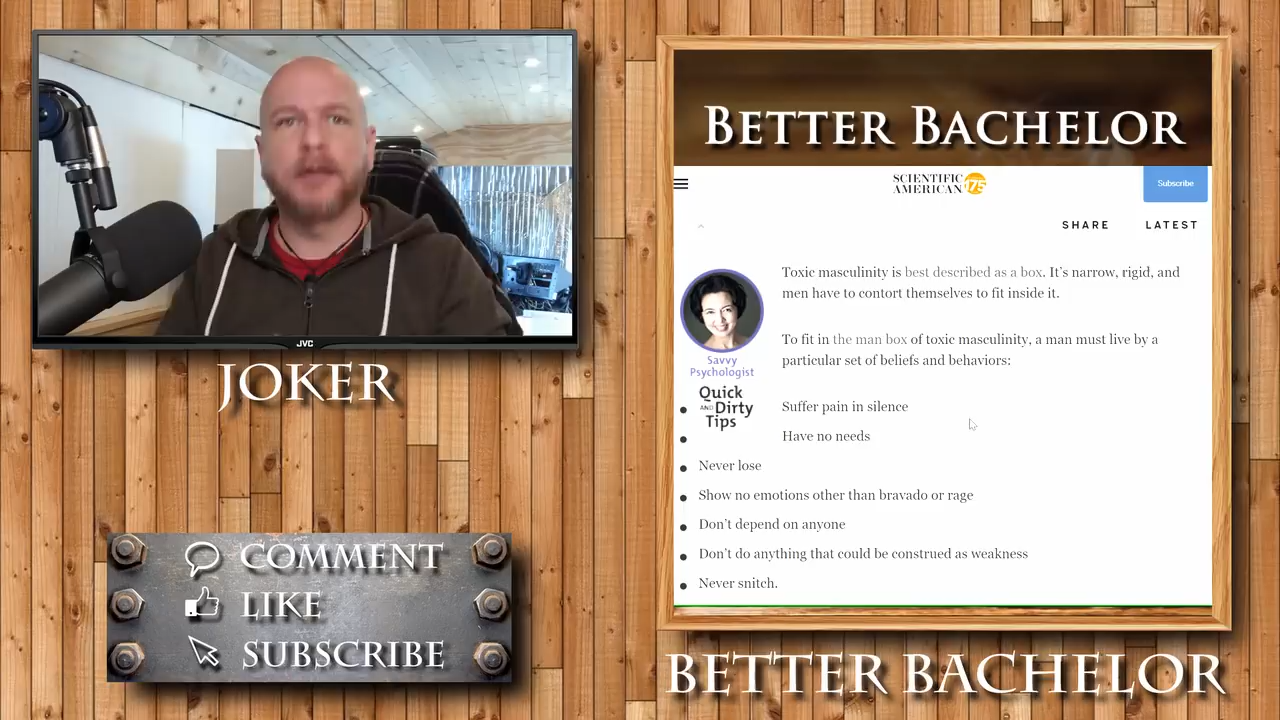 JVC
JOKER
COMMENT
LIKE
SUBSCRIBE
BETTER BACHELOR
SCIENTIFIC
AMERICAN 175
Subscribe
SHARE LATEST
Toxic masculinity is best described as a box. It’s narrow, rigid, and
men have to contort themselves to fit inside it.
To fit in the man box of toxic masculinity, a man must live by a
particular set of beliefs and behaviors:
Savvy
Psychologist
Quick
AND Dirty
Tips
Suffer pain in silence
Have no needs
Never lose
Show no emotions other than bravado or rage
Don’t depend on anyone
Don’t do anything that could be construed as weakness
Never snitch.
BETTER BACHELOR